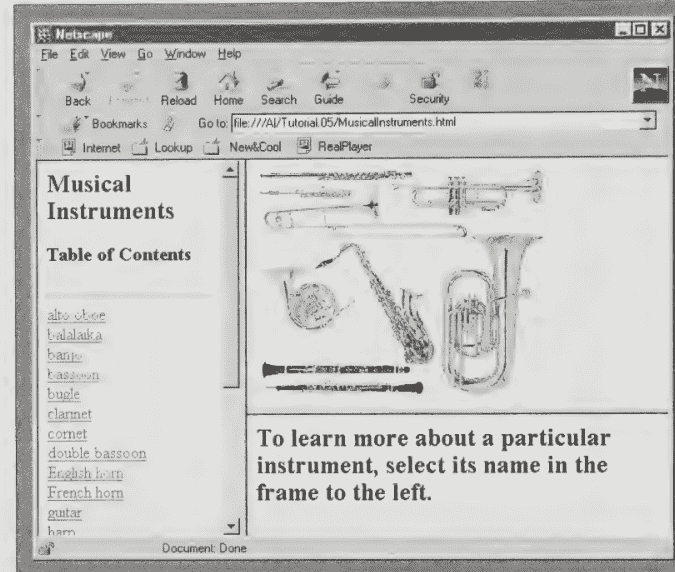 Netscape
File Edit View Go Window Help
Back Reload Home Search Guide Security
Bookmarks Go to: file:///A|/Tutorial.05/MusicalInstruments.html
Internet Lookup New&Cool RealPlayer
Musical
Instruments
Table of Contents
alto oboe
balalaika
banjo
bassoon
bugle
clarinet
cornet
double bassoon
English horn
French horn
guitar
harp
To learn more about a particular
instrument, select its name in the
frame to the left.
Document: Done